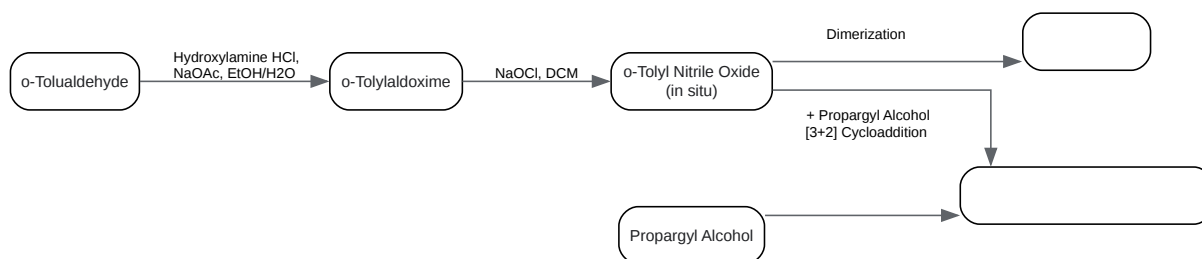 o-Tolualdehyde
Hydroxylamine HCl,
NaOAc, EtOH/H2O
o-Tolylaldoxime
NaOCl, DCM
o-Tolyl Nitrile Oxide
(in situ)
Dimerization
+ Propargyl Alcohol
[3+2] Cycloaddition
Propargyl Alcohol